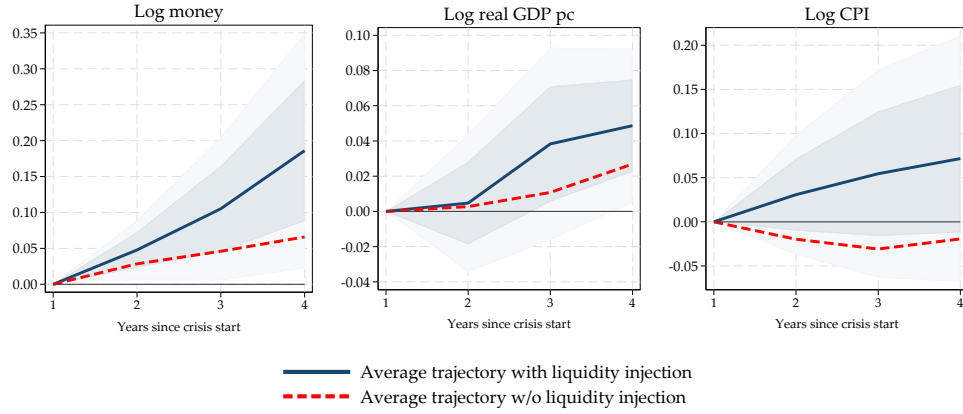 Log money
0.35
0.30
0.25
0.20
0.15
0.10
0.05
0.00
1 2 3 4
Years since crisis start
Log real GDP pc
0.10
0.08
0.06
0.04
0.02
0.00
-0.02
-0.04
1 2 3 4
Years since crisis start
Log CPI
0.20
0.15
0.10
0.05
0.00
-0.05
1 2 3 4
Years since crisis start
Average trajectory with liquidity injection
Average trajectory w/o liquidity injection